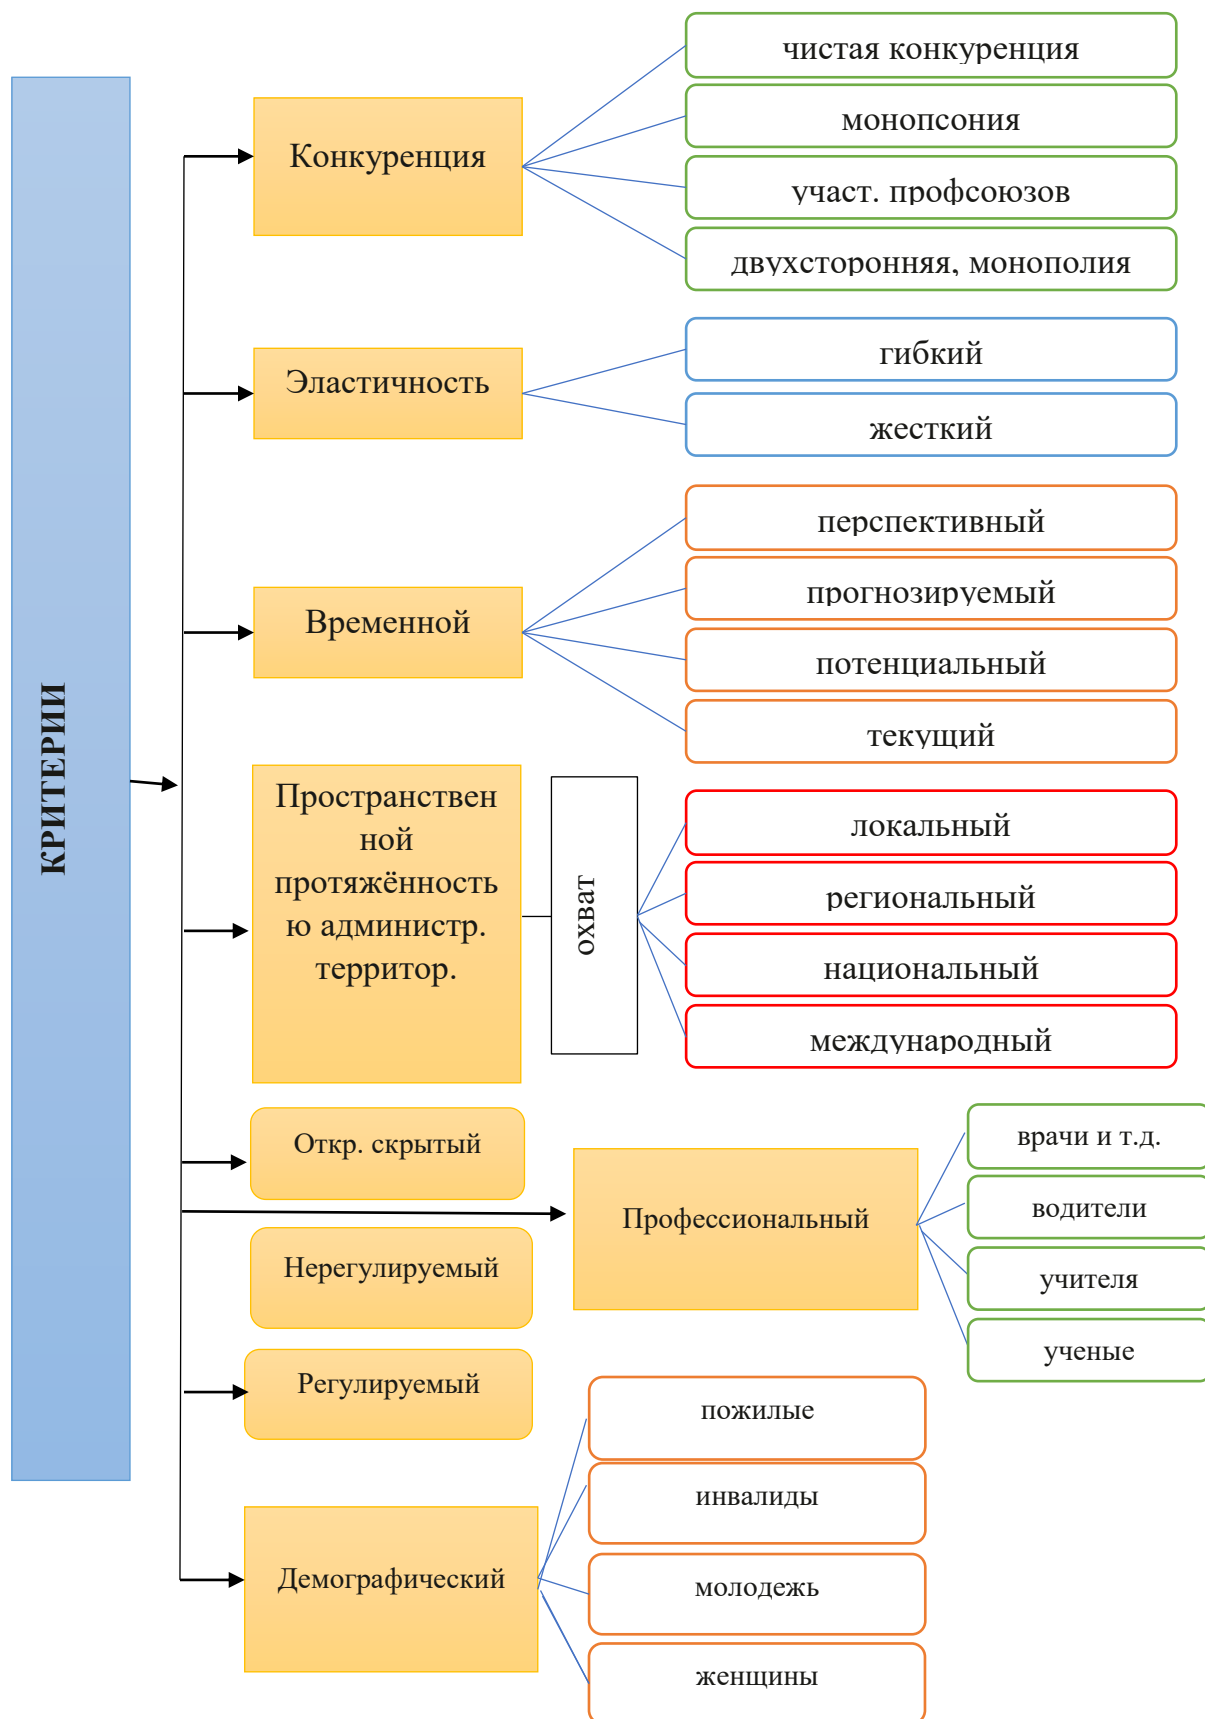 КРИТЕРИИ
Конкуренция
чистая конкуренция
монопсония
участ. профсоюзов
двухсторонняя, монополия
Эластичность
гибкий
жесткий
Временной
перспективный
прогнозируемый
потенциальный
текущий
Пространствен
ной
протяжённость
ю администр.
территор.
охват
локальный
региональный
национальный
международный
Откр. скрытый
Профессиональный
врачи и т.д.
водители
учителя
ученые
Нерегулируемый
Регулируемый
Демографический
пожилые
инвалиды
молодежь
женщины